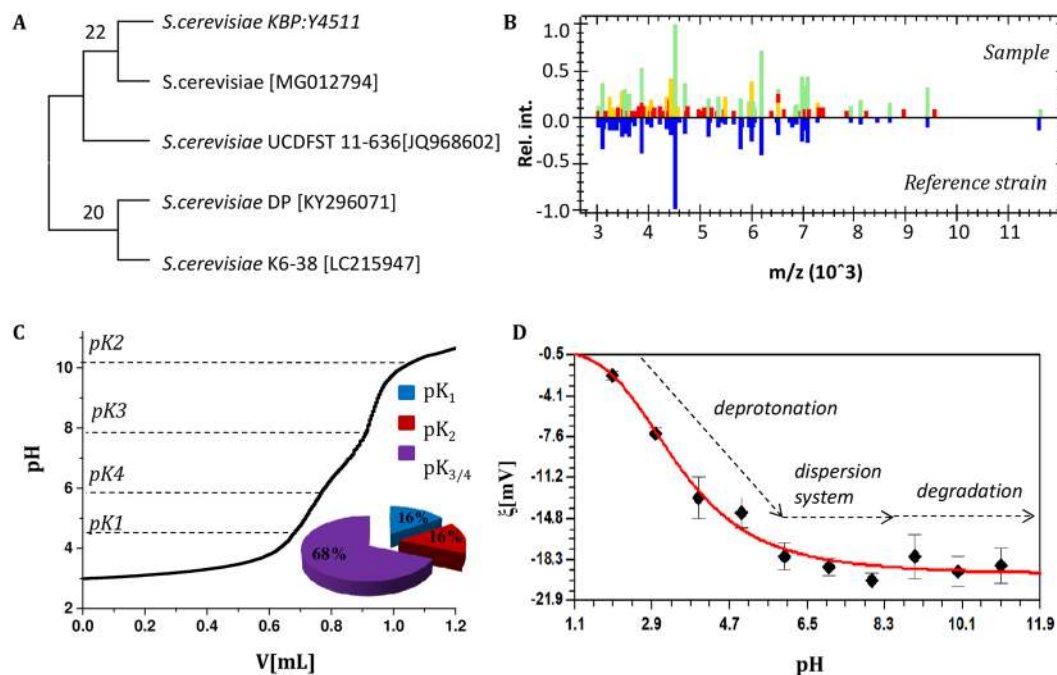 A
22
S.cerevisiae KBP:Y4511
S.cerevisiae [MG012794]
S.cerevisiae UCDFST 11-636[JQ968602]
20
S.cerevisiae DP [KY296071]
S.cerevisiae K6-38 [LC215947]
B
1.0
0.5
0.0
-0.5
-1.0
Rel. int.
Sample
Reference strain
3 4 5 6 7 8 9 10 11
m/z (10^3)
C
pH
10
8
6
4
2
pK2
pK3
pK4
pK1
pK1
pK2
pK3/4
16%
16%
68%
0.0 0.2 0.4 0.6 0.8 1.0 1.2
V[mL]
D
ξ[mV]
-0.5
-4.1
-7.6
-11.2
-14.8
-18.3
-21.9
deprotonation
dispersion
system
degradation
1.1 2.9 4.7 6.5 8.3 10.1 11.9
pH